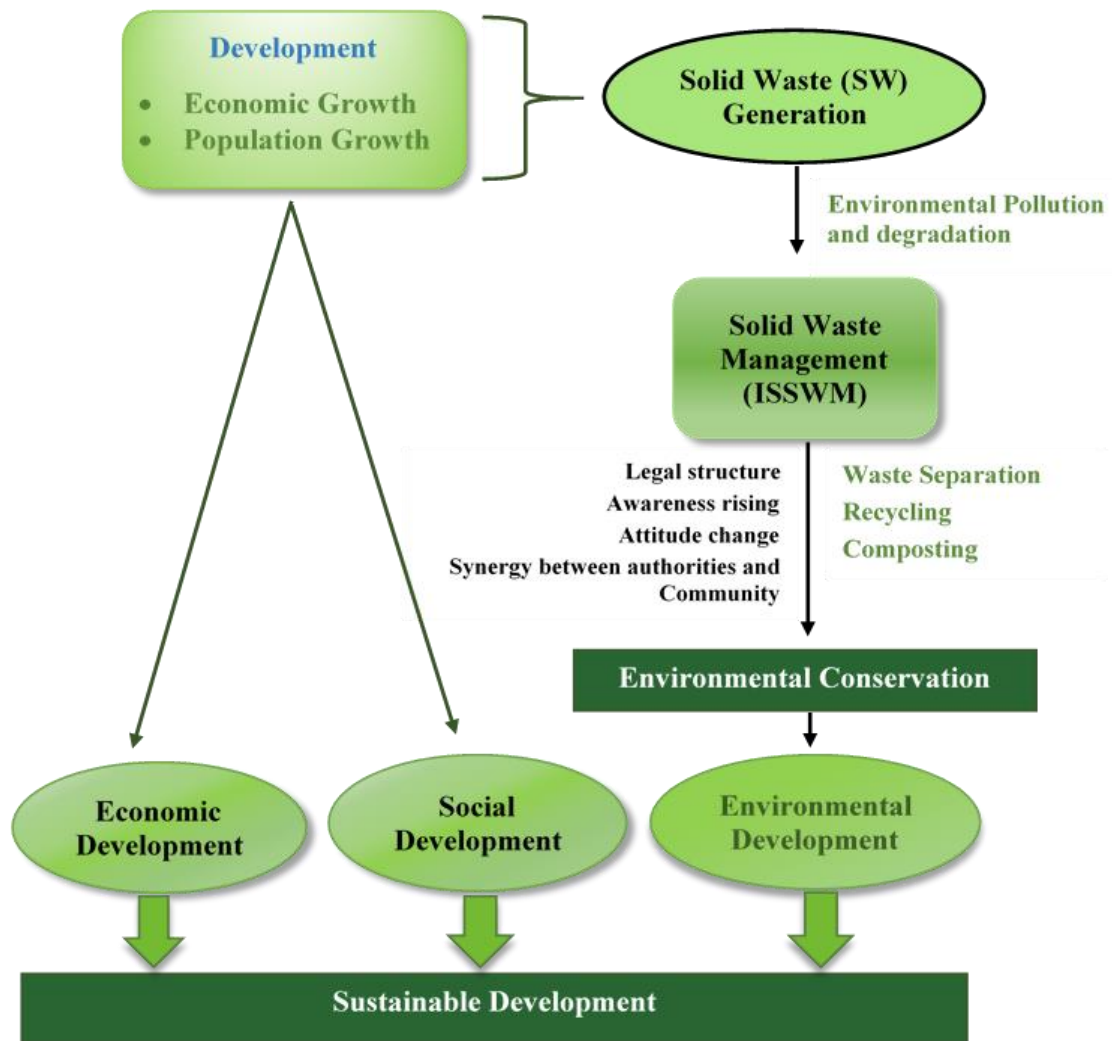 Development
• Economic Growth
• Population Growth
Solid Waste (SW)
Generation
Environmental Pollution
and degradation
Solid Waste
Management
(ISSWM)
Legal structure
Awareness rising
Attitude change
Synergy between authorities and
Community
Waste Separation
Recycling
Composting
Environmental Conservation
Economic
Development
Social
Development
Environmental
Development
Sustainable Development